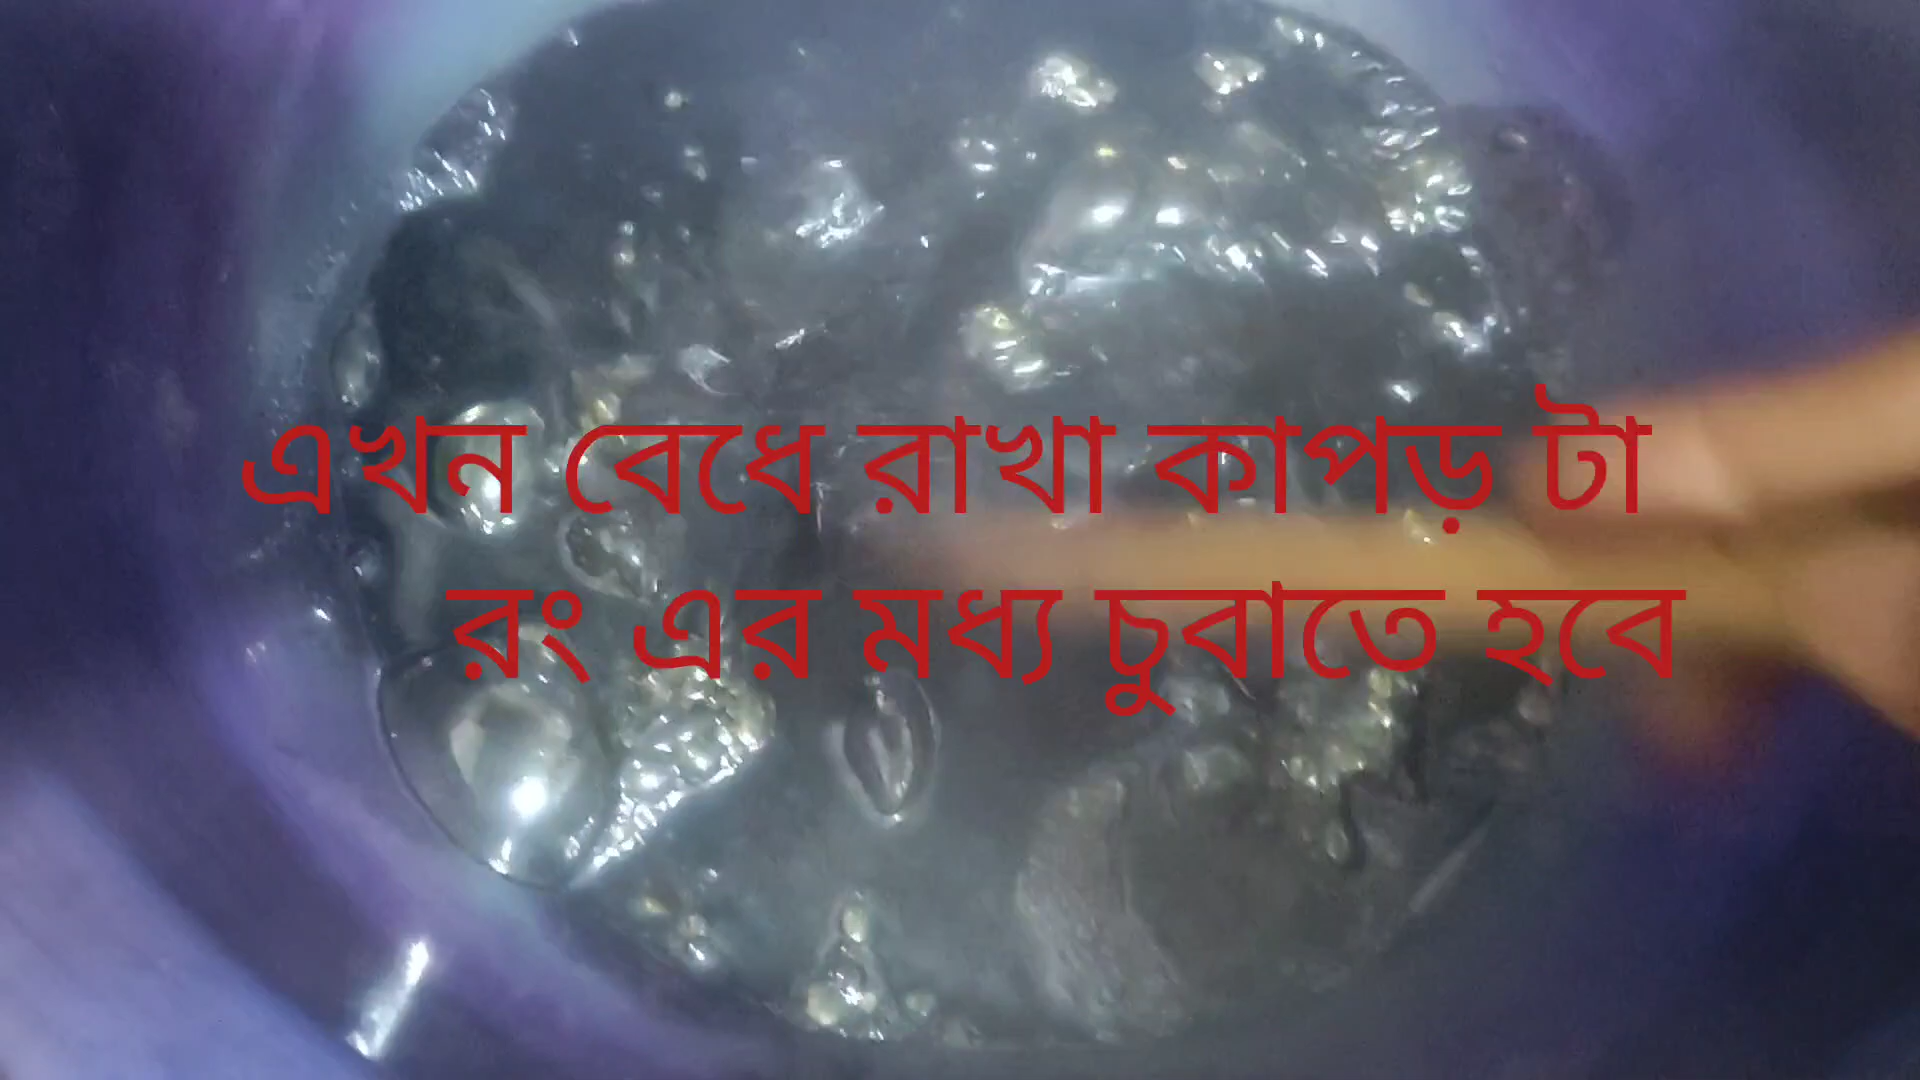 এখন বেধে রাখা কাপড় টা
রং এর মধ্য চুবাতে হবে